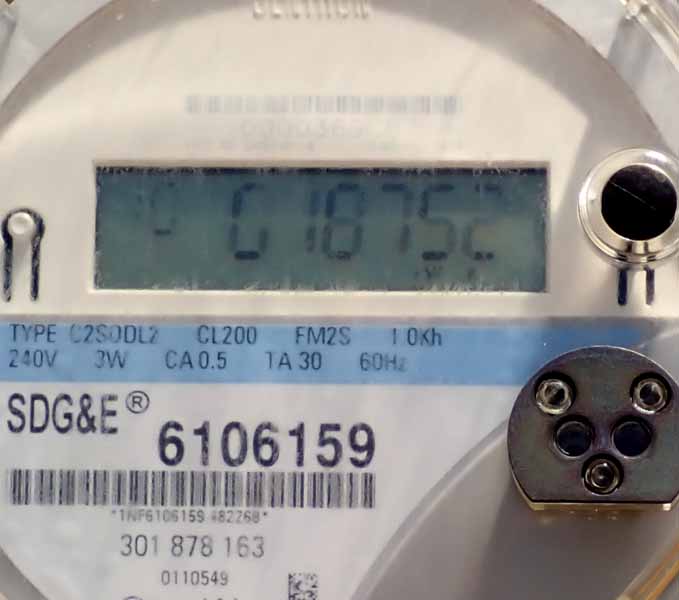 TYPE C2SODL2 CL200 FM2S 1.0Kh
240V 3W CA 0.5 TA 30 60Hz
SDG&E®
6106159
*1NF6106159 482268*
301 878 163
0110549